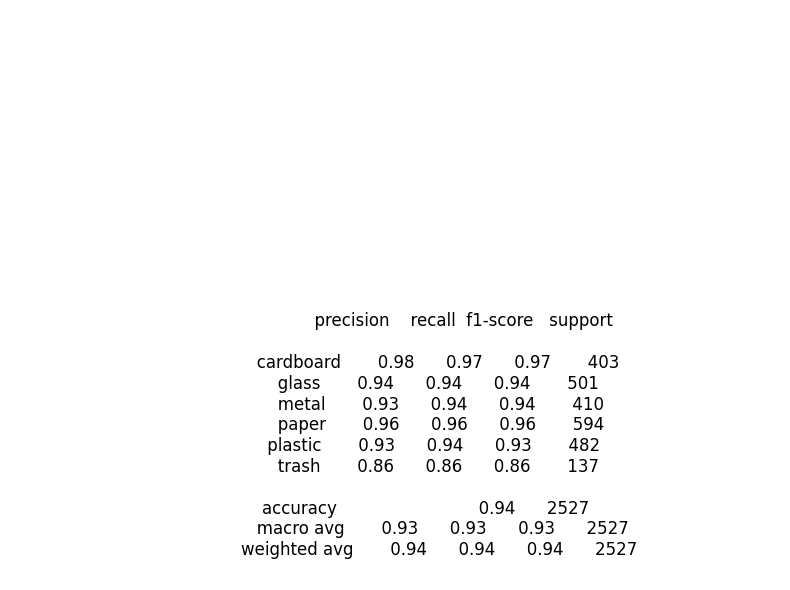 precision recall f1-score support
cardboard 0.98 0.97 0.97 403
glass 0.94 0.94 0.94 501
metal 0.93 0.94 0.94 410
paper 0.96 0.96 0.96 594
plastic 0.93 0.94 0.93 482
trash 0.86 0.86 0.86 137
accuracy 0.94 2527
macro avg 0.93 0.93 0.93 2527
weighted avg 0.94 0.94 0.94 2527